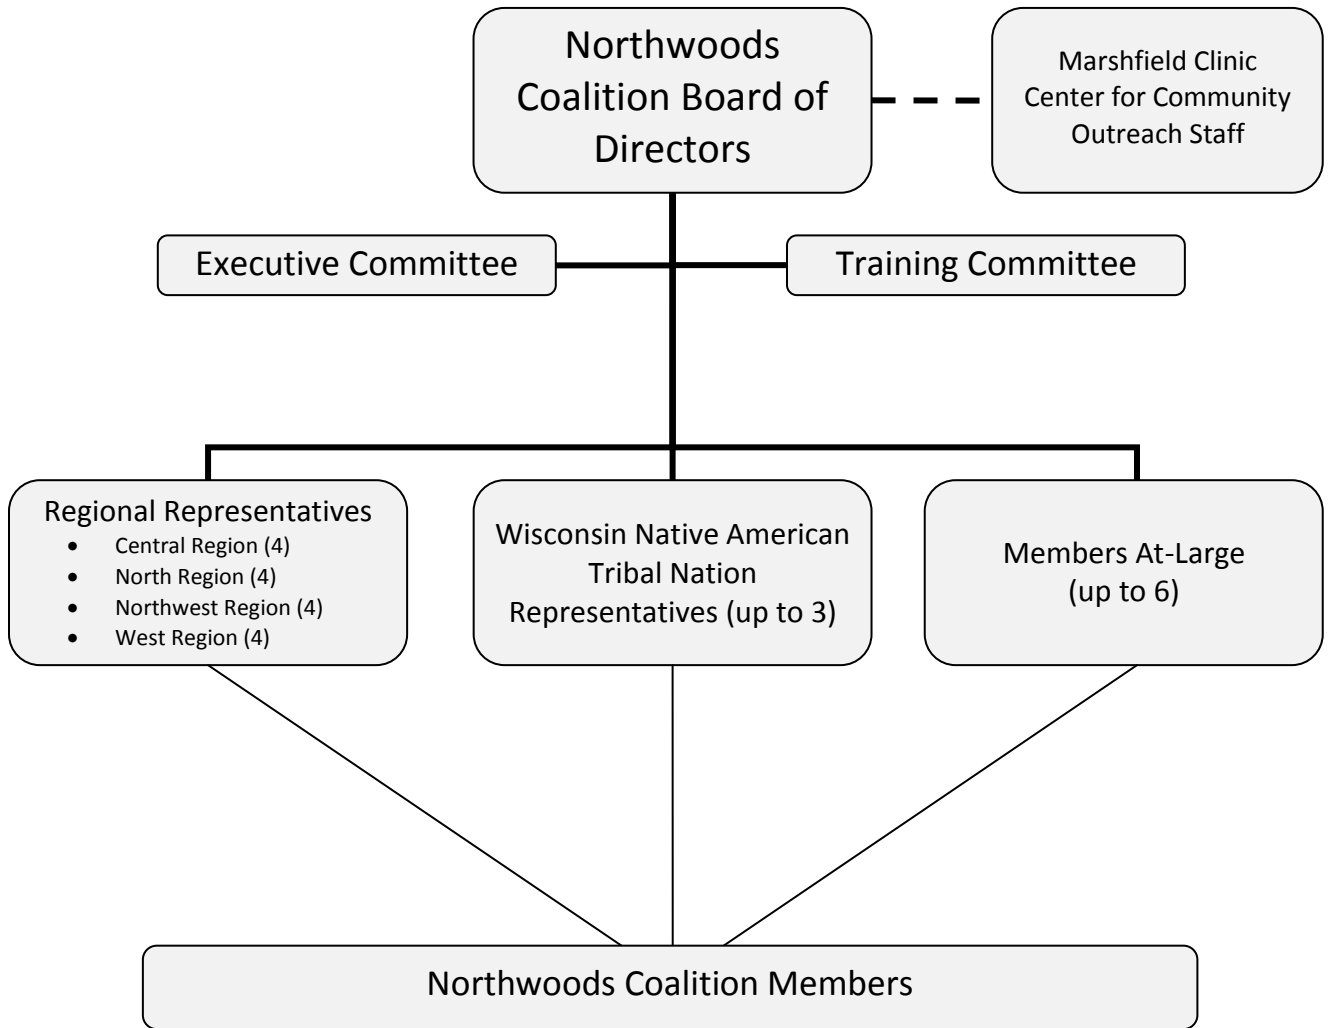 Northwoods
Coalition Board of
Directors
Marshfield Clinic
Center for Community
Outreach Staff
Executive Committee
Training Committee
Regional Representatives
• Central Region (4)
• North Region (4)
• Northwest Region (4)
• West Region (4)
Wisconsin Native American
Tribal Nation
Representatives (up to 3)
Members At-Large
(up to 6)
Northwoods Coalition Members